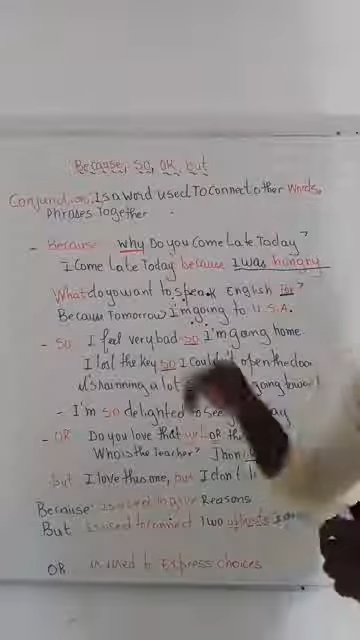 Because, SO, OR, but
Conjunction: Is a Word used To Connect other Words,
Phrases Together
- Because why Do you Come Late Today?
I Come Late Today because I was hungry
What do you want to speak English for?
Because Tomorrow I'm going to U.S.A.
- SO I feel very bad so I'm going home
I lost the key so I Couldn't open the door
It's rainning a lot going
- I'm so delighted to see
- OR Do you love that OR
Who is the Teacher? Jhon
but I love this one, but I don't
Because: is used to give Reasons
But is used to connect Two
OR is used to Express Choices